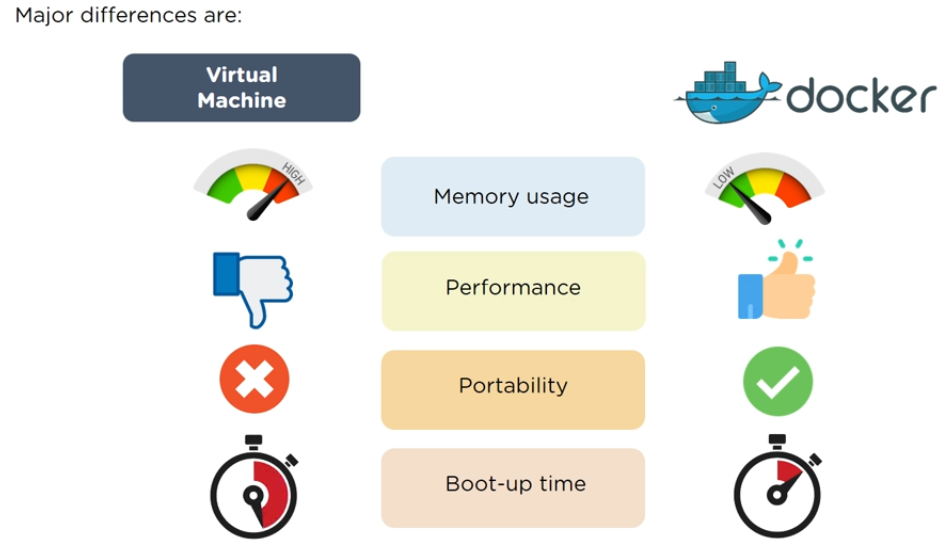 Major differences are:
Virtual
Machine
docker
HIGH
Memory usage
LOW
Performance
Portability
Boot-up time